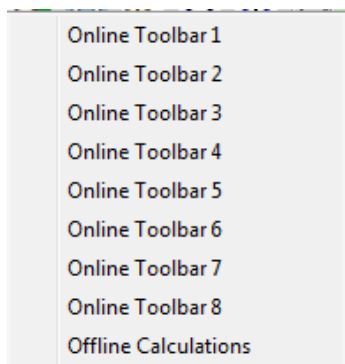 Online Toolbar 1
Online Toolbar 2
Online Toolbar 3
Online Toolbar 4
Online Toolbar 5
Online Toolbar 6
Online Toolbar 7
Online Toolbar 8
Offline Calculations